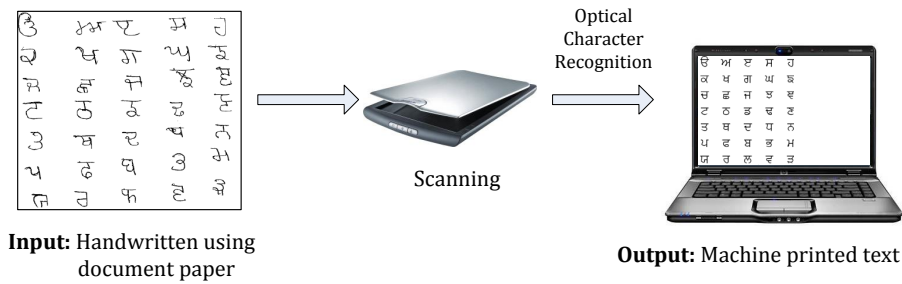 ੳ ਅ ੲ ਸ ਹ
ਖ ਗ ਘ ਙ
ਛ ਜ ਝ ਞ
ਟ ਠ ਡ ਢ
ਤ ਥ ਦ
ਪ ਫ ਮ
ਯ ਰ ੜ
Scanning
Optical
Character
Recognition
ੳ ਅ ੲ ਸ ਹ
ਕ ਖ ਗ ਘ ਙ
ਚ ਛ ਜ ਝ ਞ
ਟ ਠ ਡ ਢ ਣ
ਤ ਥ ਦ ਧ ਨ
ਪ ਫ ਬ ਭ ਮ
ਯ ਰ ਲ ਵ ੜ
Input: Handwritten using
document paper
Output: Machine printed text